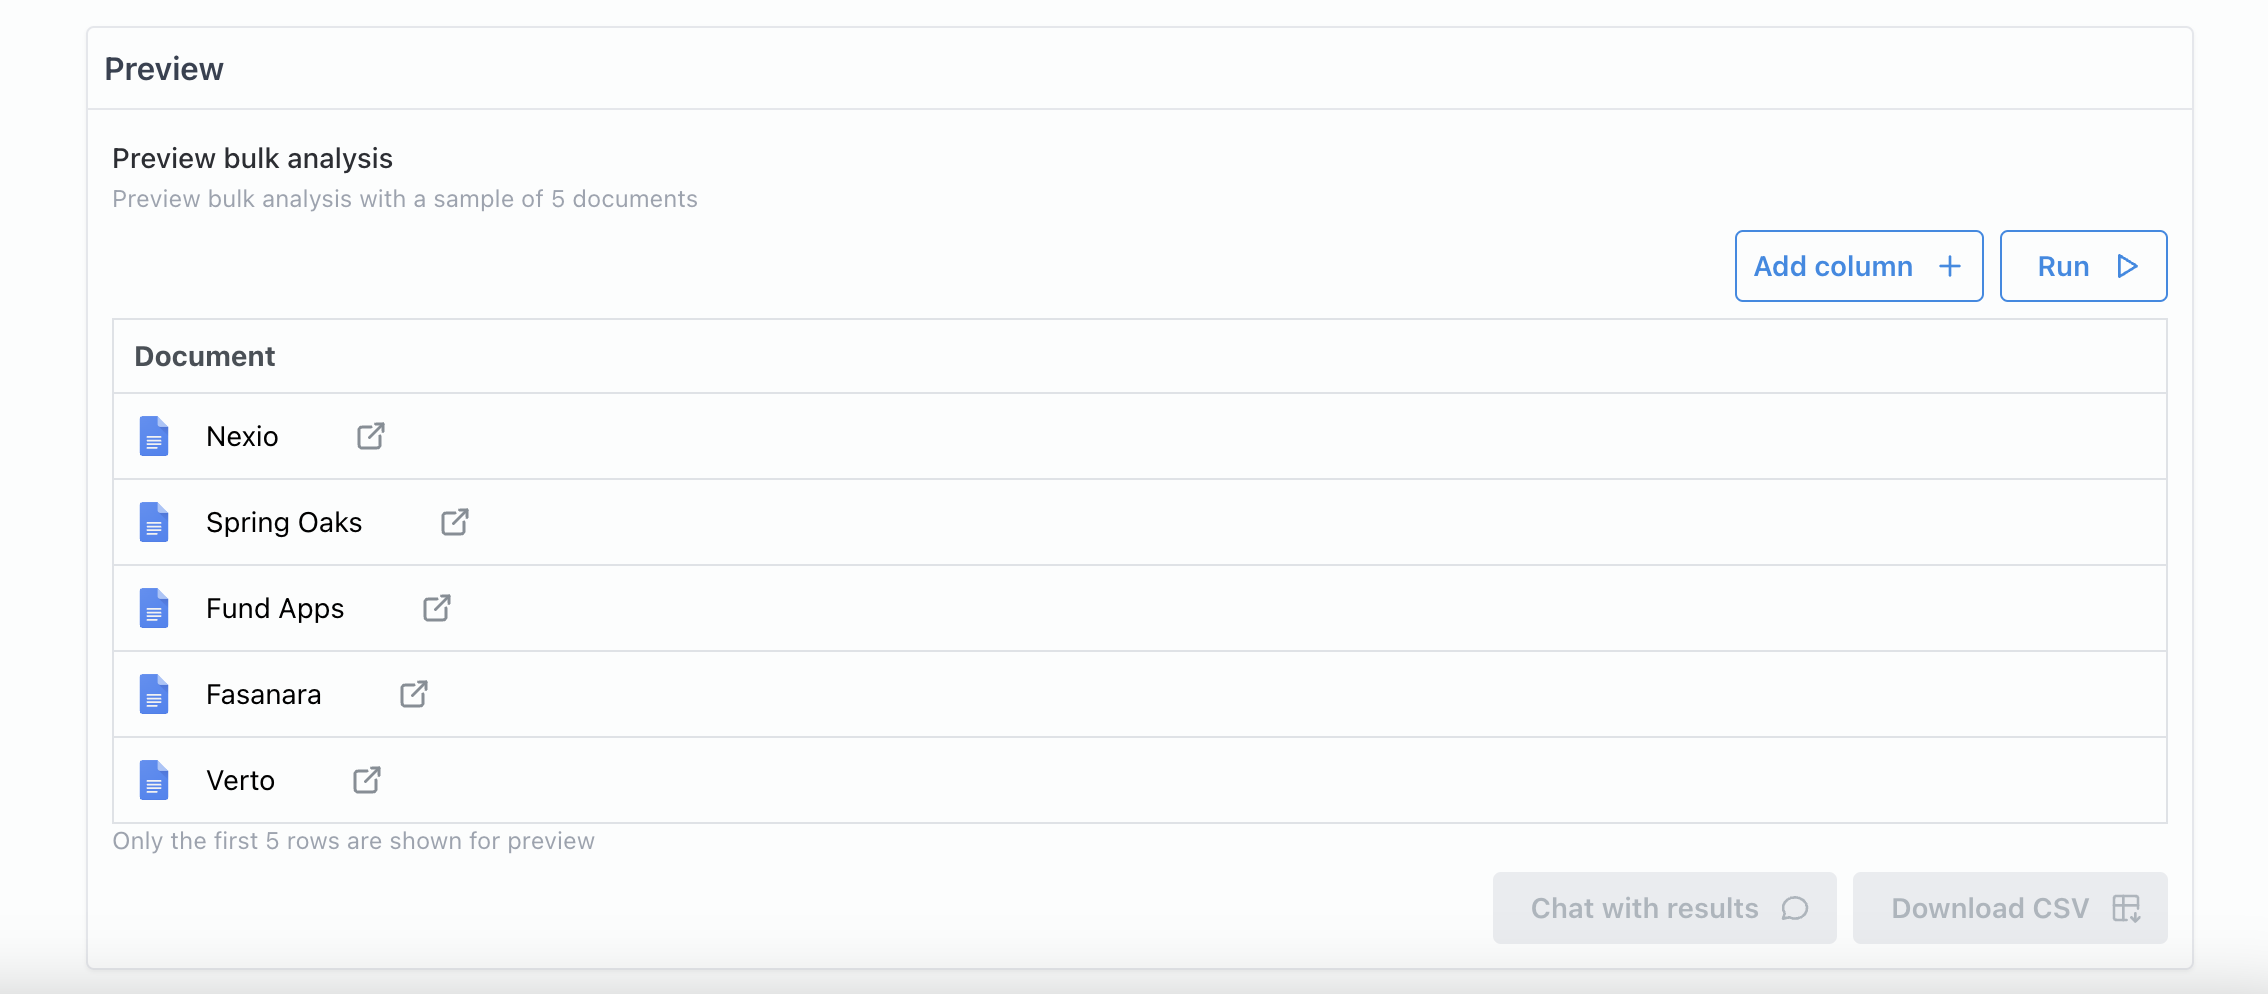 Preview
Preview bulk analysis
Preview bulk analysis with a sample of 5 documents
Add column
Run
Document
Nexio
Spring Oaks
Fund Apps
Fasanara
Verto
Only the first 5 rows are shown for preview
Chat with results
Download CSV